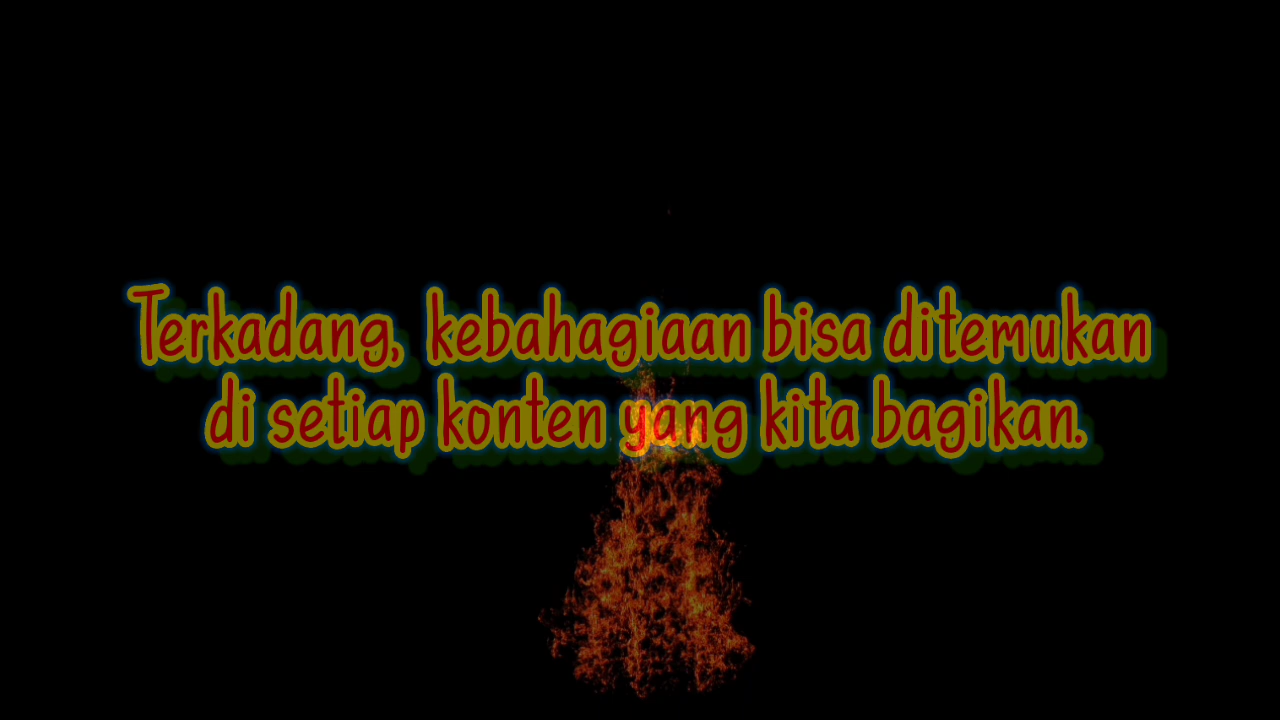 Terkadang, kebahagiaan bisa ditemukan
di setiap konten yang kita bagikan.